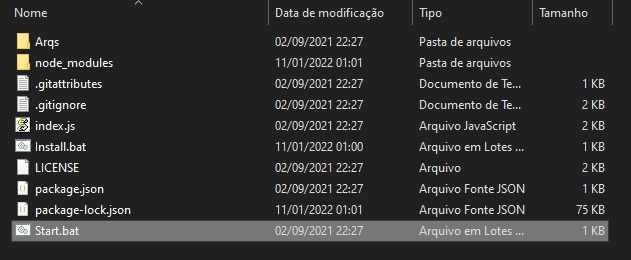 Nome Data de modificação Tipo Tamanho
Arqs 02/09/2021 22:27 Pasta de arquivos
node_modules 11/01/2022 01:01 Pasta de arquivos
.gitattributes 02/09/2021 22:27 Documento de Te... 1 KB
.gitignore 02/09/2021 22:27 Documento de Te... 2 KB
index.js 02/09/2021 22:27 Arquivo JavaScript 2 KB
Install.bat 11/01/2022 01:00 Arquivo em Lotes ... 1 KB
LICENSE 02/09/2021 22:27 Arquivo 2 KB
package.json 02/09/2021 22:27 Arquivo Fonte JSON 1 KB
package-lock.json 11/01/2022 01:01 Arquivo Fonte JSON 75 KB
Start.bat 02/09/2021 22:27 Arquivo em Lotes ... 1 KB